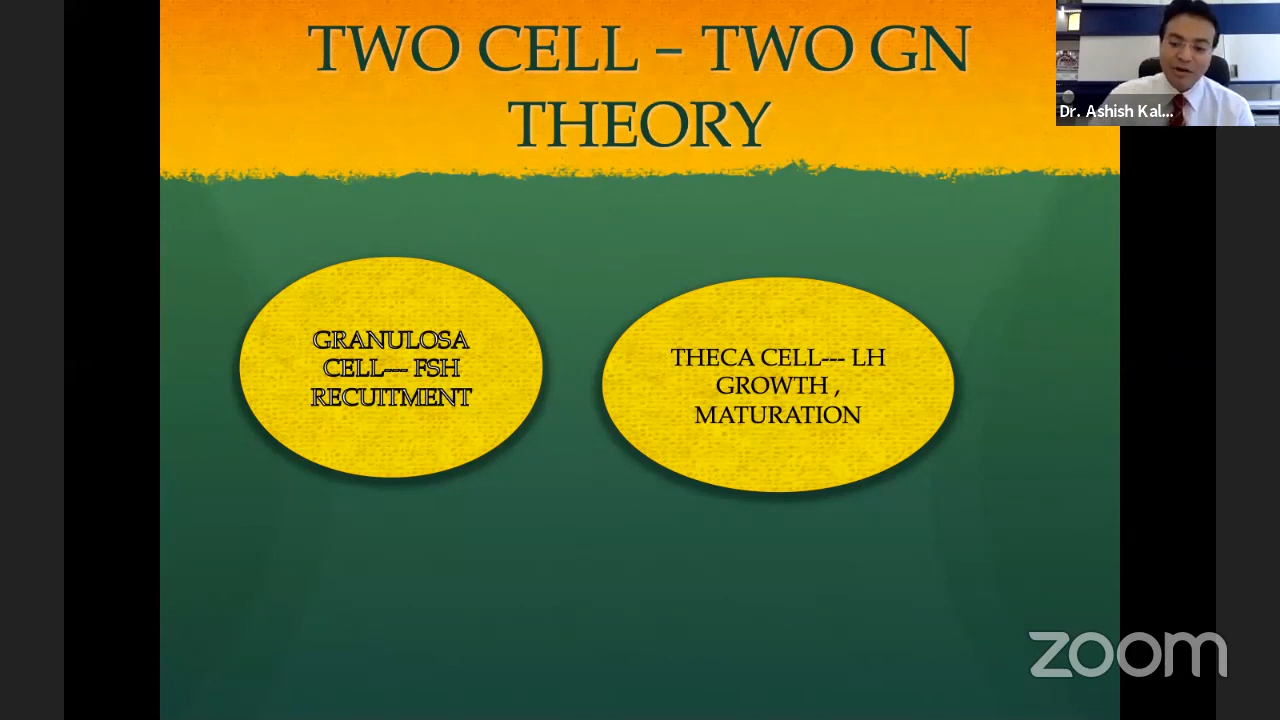 TWO CELL – TWO GN
THEORY
Dr. Ashish Kal...
GRANULOSA
CELL--- FSH
RECUITMENT
THECA CELL--- LH
GROWTH ,
MATURATION
zoom